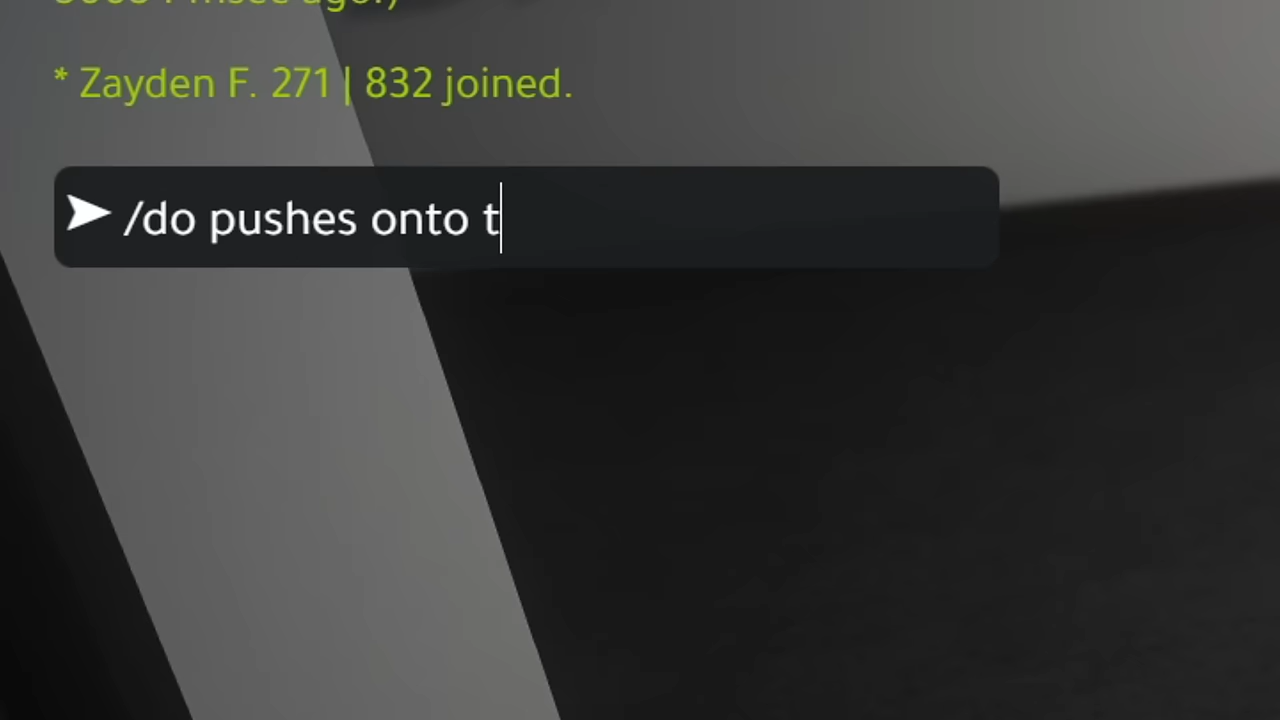 * Zayden F. 271 | 832 joined.
/do pushes onto t